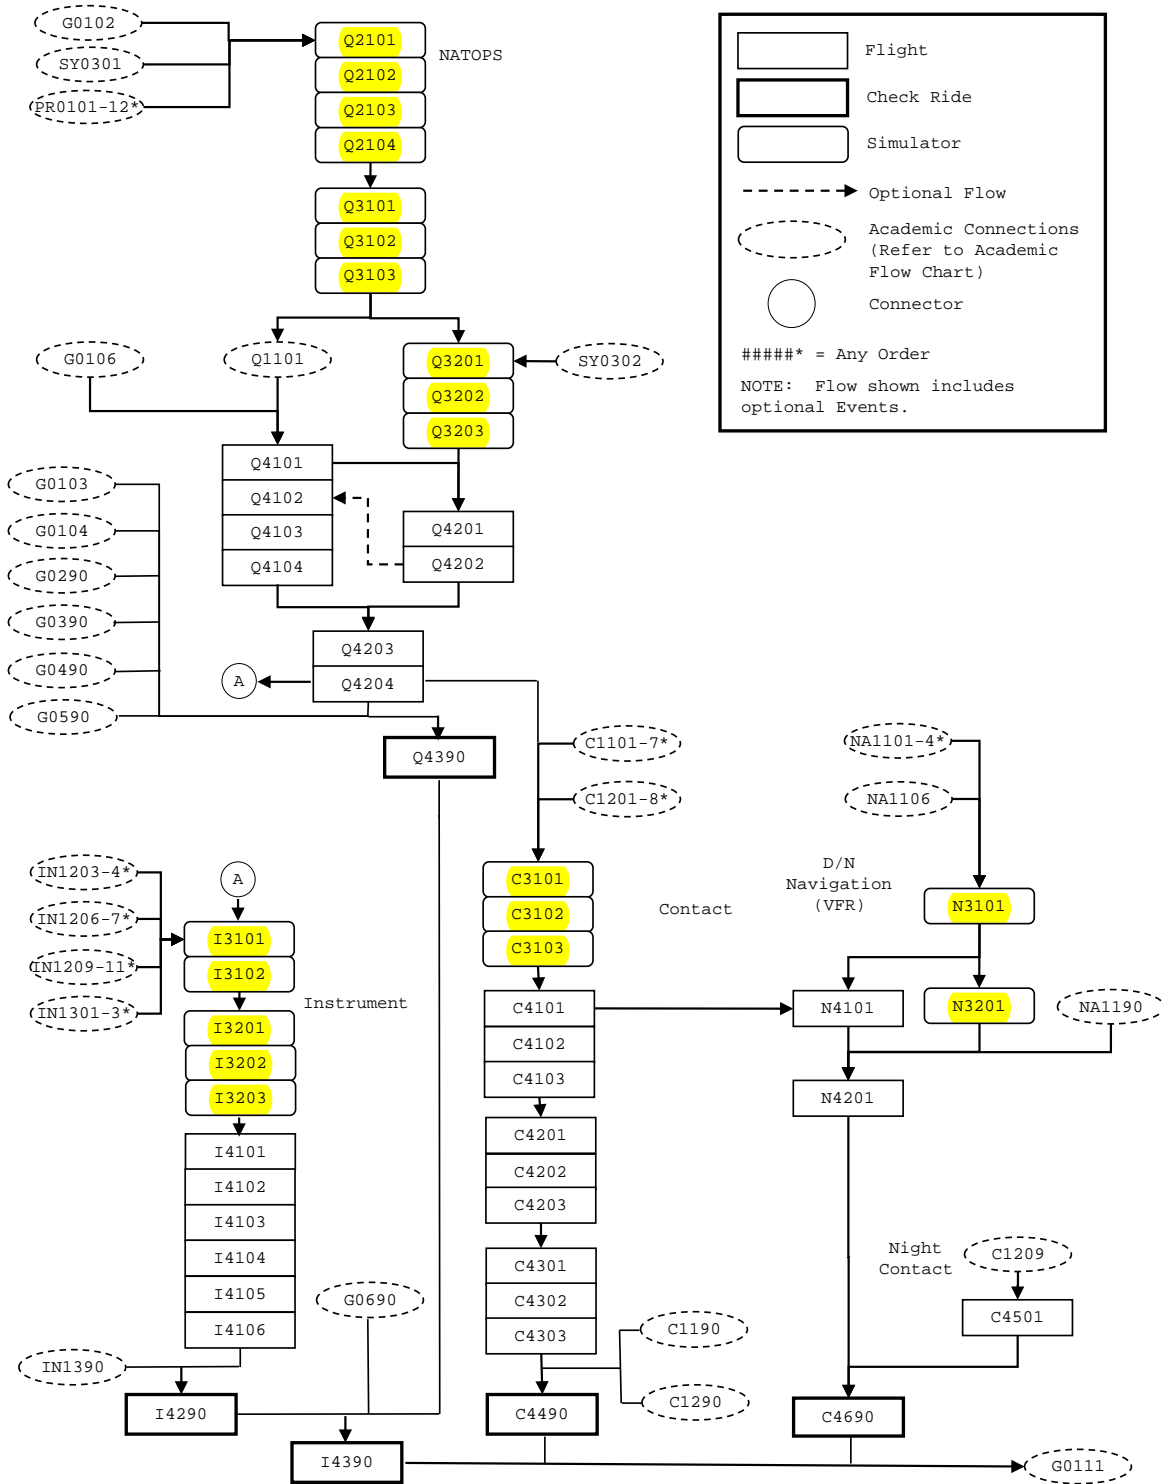 G0102
SY0301
PR0101-12*
Q2101
Q2102
Q2103
Q2104
NATOPS
Q3101
Q3102
Q3103
Flight
Check Ride
Simulator
Optional Flow
Academic Connections
(Refer to Academic
Flow Chart)
Connector
#####* = Any Order
NOTE: Flow shown includes
optional Events.
G0106
Q1101
Q3201
Q3202
Q3203
SY0302
Q4101
Q4102
Q4103
Q4104
Q4201
Q4202
G0103
G0104
G0290
G0390
G0490
G0590
Q4203
Q4204
A
Q4390
C1101-7*
C1201-8*
NA1101-4*
NA1106
IN1203-4*
IN1206-7*
IN1209-11*
IN1301-3*
A
I3101
I3102
Instrument
I3201
I3202
I3203
I4101
I4102
I4103
I4104
I4105
I4106
IN1390
I4290
G0690
I4390
C3101
C3102
C3103
Contact
C4101
C4102
C4103
C4201
C4202
C4203
C4301
C4302
C4303
C1190
C1290
C4490
D/N
Navigation
(VFR)
N3101
N4101
N3201
NA1190
N4201
Night
Contact
C1209
C4501
C4690
G0111